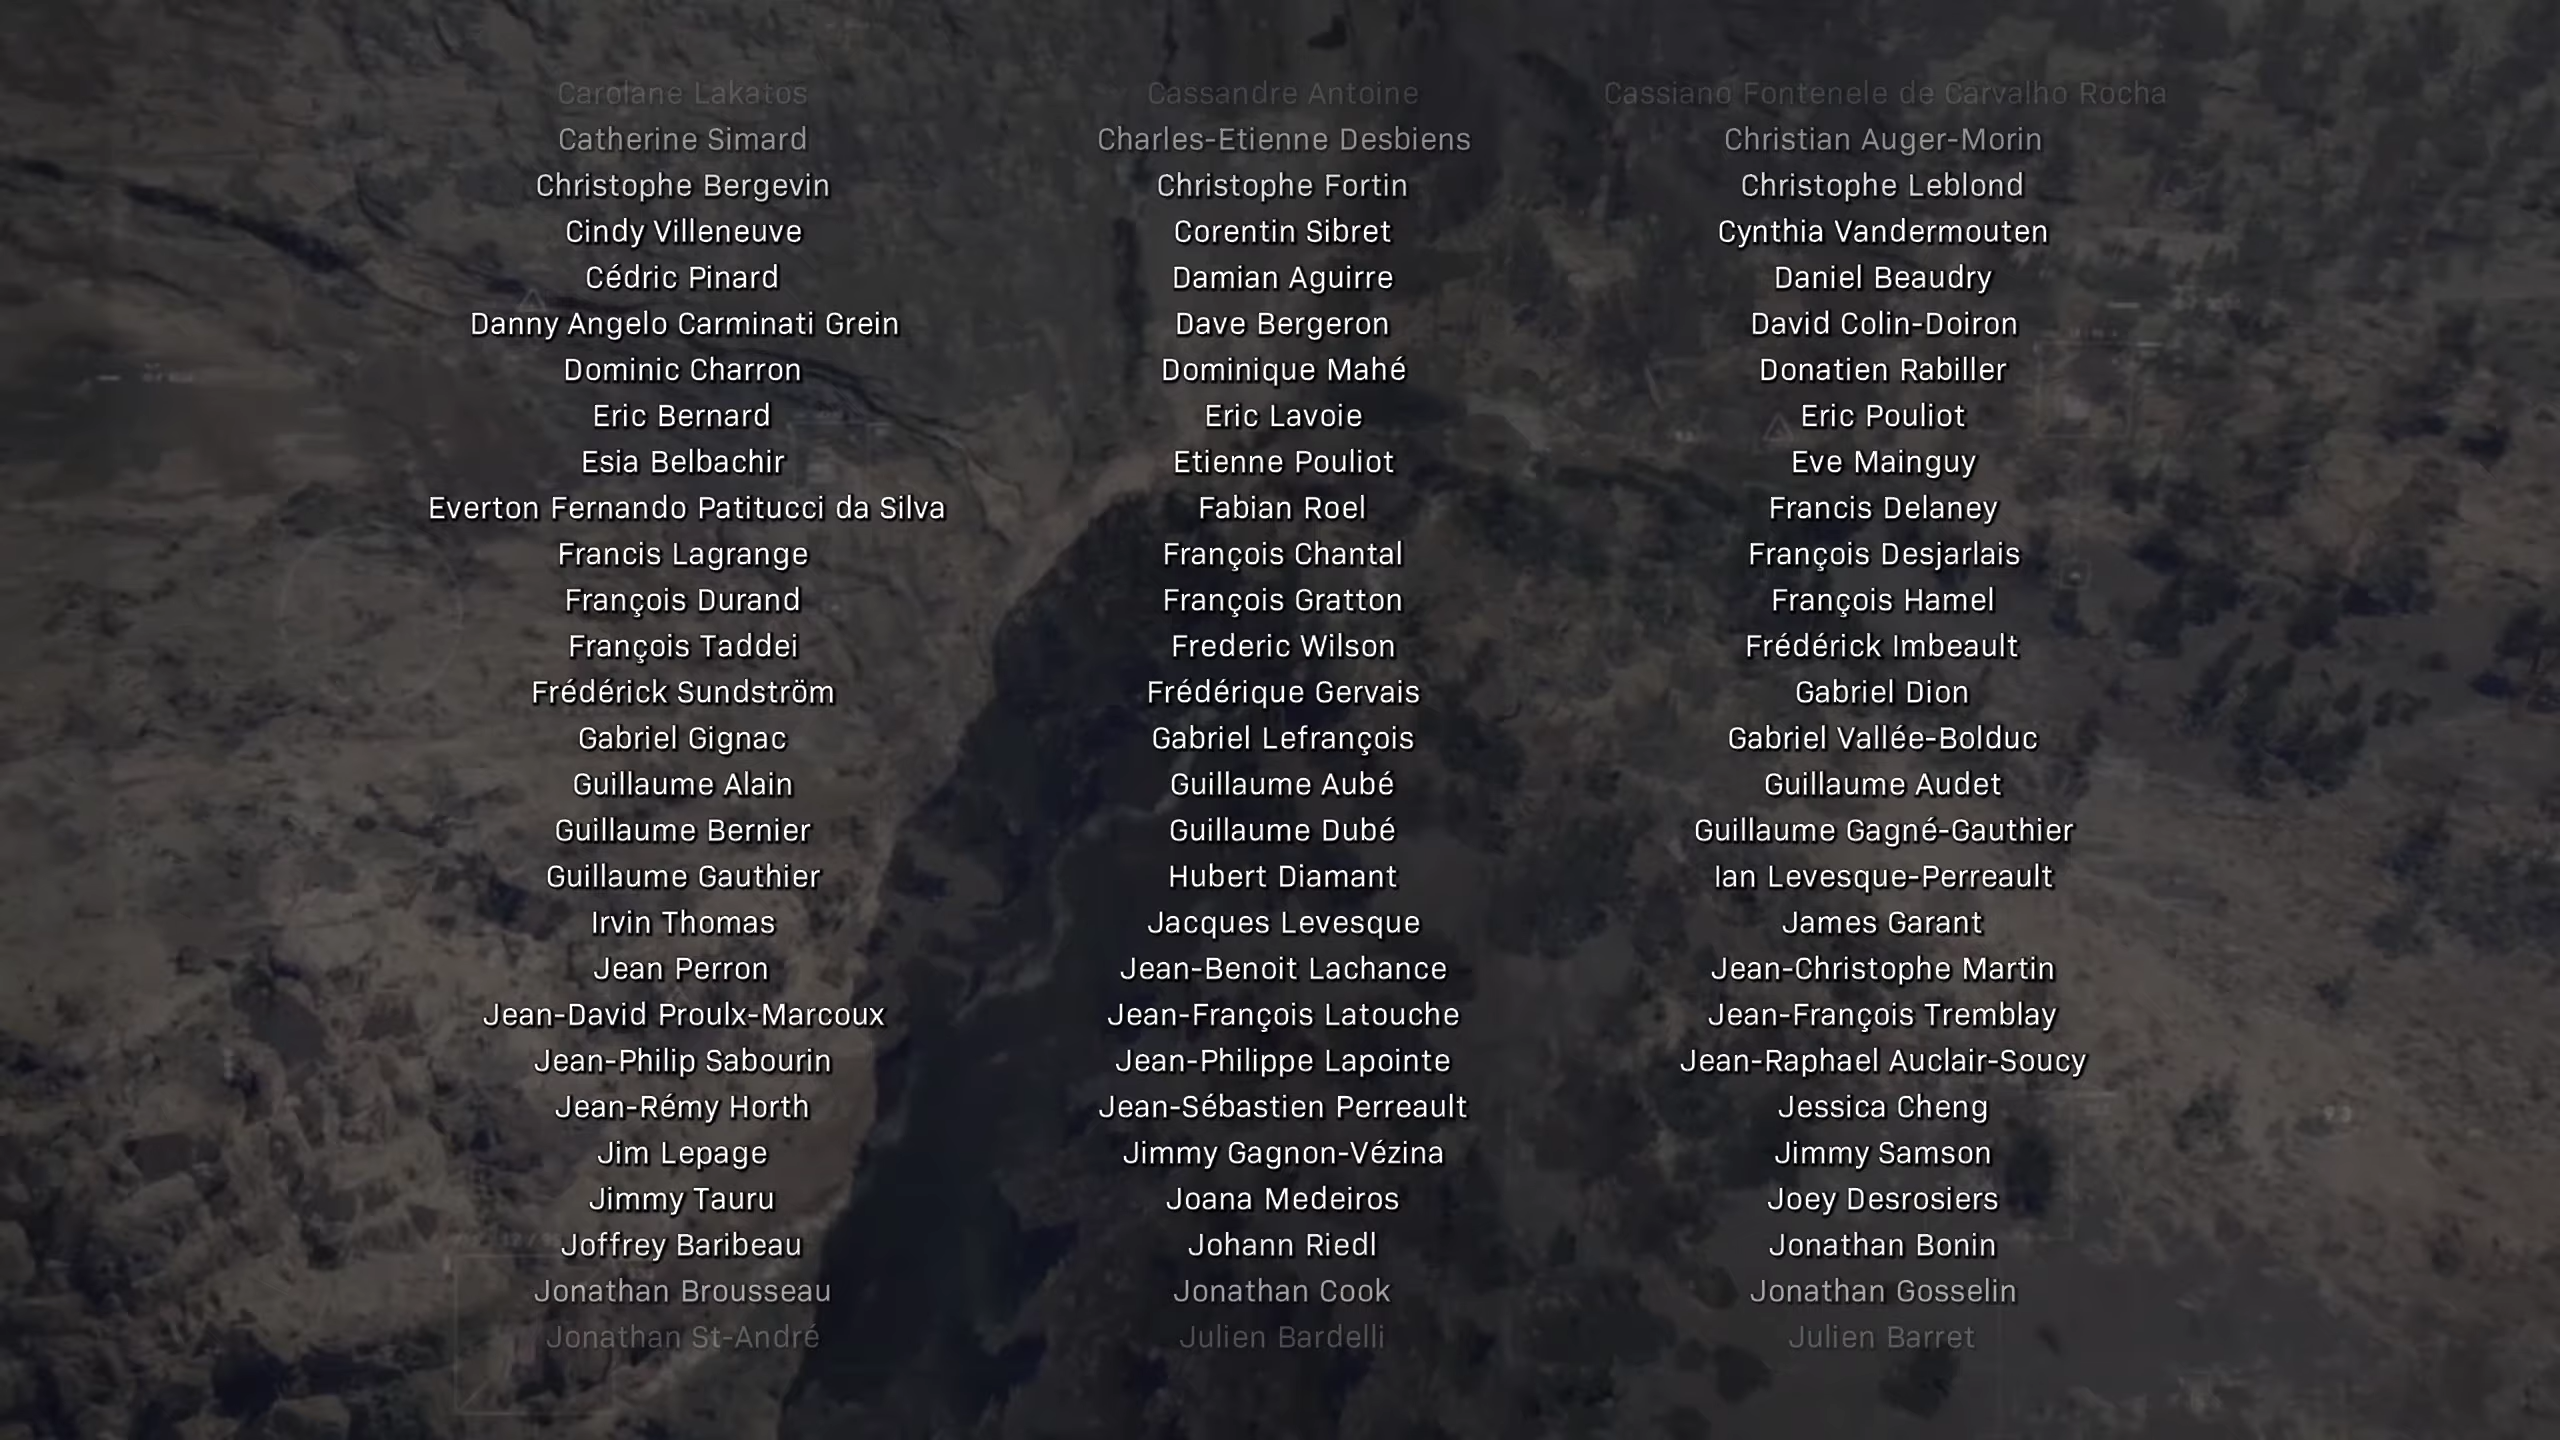 Carolane Lakatos Cassandre Antoine Cassiano Fontenele de Carvalho Rocha
Catherine Simard Charles-Etienne Desbiens Christian Auger-Morin
Christophe Bergevin Christophe Fortin Christophe Leblond
Cindy Villeneuve Corentin Sibret Cynthia Vandermouten
Cédric Pinard Damian Aguirre Daniel Beaudry
Danny Angelo Carminati Grein Dave Bergeron David Colin-Doiron
Dominic Charron Dominique Mahé Donatien Rabiller
Eric Bernard Eric Lavoie Eric Pouliot
Esia Belbachir Etienne Pouliot Eve Mainguy
Everton Fernando Patitucci da Silva Fabian Roel Francis Delaney
Francis Lagrange François Chantal François Desjarlais
François Durand François Gratton François Hamel
François Taddei Frederic Wilson Frédérick Imbeault
Frédérick Sundström Frédérique Gervais Gabriel Dion
Gabriel Gignac Gabriel Lefrançois Gabriel Vallée-Bolduc
Guillaume Alain Guillaume Aubé Guillaume Audet
Guillaume Bernier Guillaume Dubé Guillaume Gagné-Gauthier
Guillaume Gauthier Hubert Diamant Ian Levesque-Perreault
Irvin Thomas Jacques Levesque James Garant
Jean Perron Jean-Benoit Lachance Jean-Christophe Martin
Jean-David Proulx-Marcoux Jean-François Latouche Jean-François Tremblay
Jean-Philip Sabourin Jean-Philippe Lapointe Jean-Raphael Auclair-Soucy
Jean-Rémy Horth Jean-Sébastien Perreault Jessica Cheng
Jim Lepage Jimmy Gagnon-Vézina Jimmy Samson
Jimmy Tauru Joana Medeiros Joey Desrosiers
Joffrey Baribeau Johann Riedl Jonathan Bonin
Jonathan Brousseau Jonathan Cook Jonathan Gosselin
Jonathan St-André Julien Bardelli Julien Barret